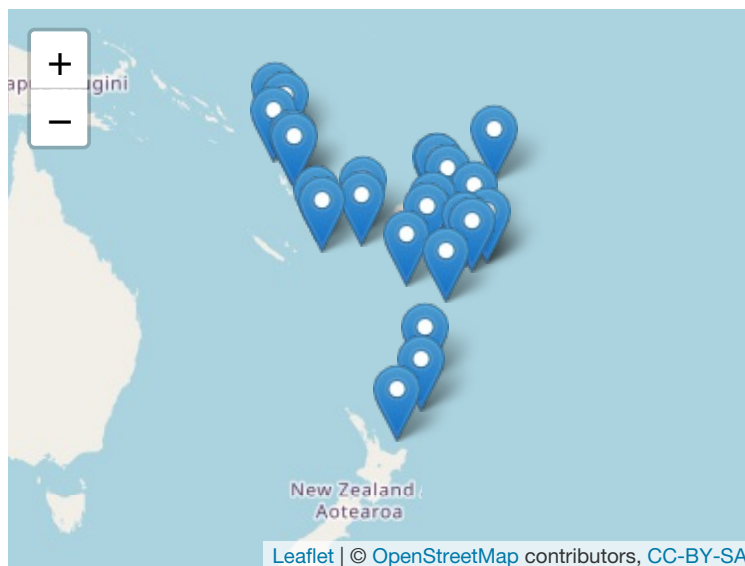 +
−
New Zealand
Aotearoa
Leaflet | © OpenStreetMap contributors, CC-BY-SA